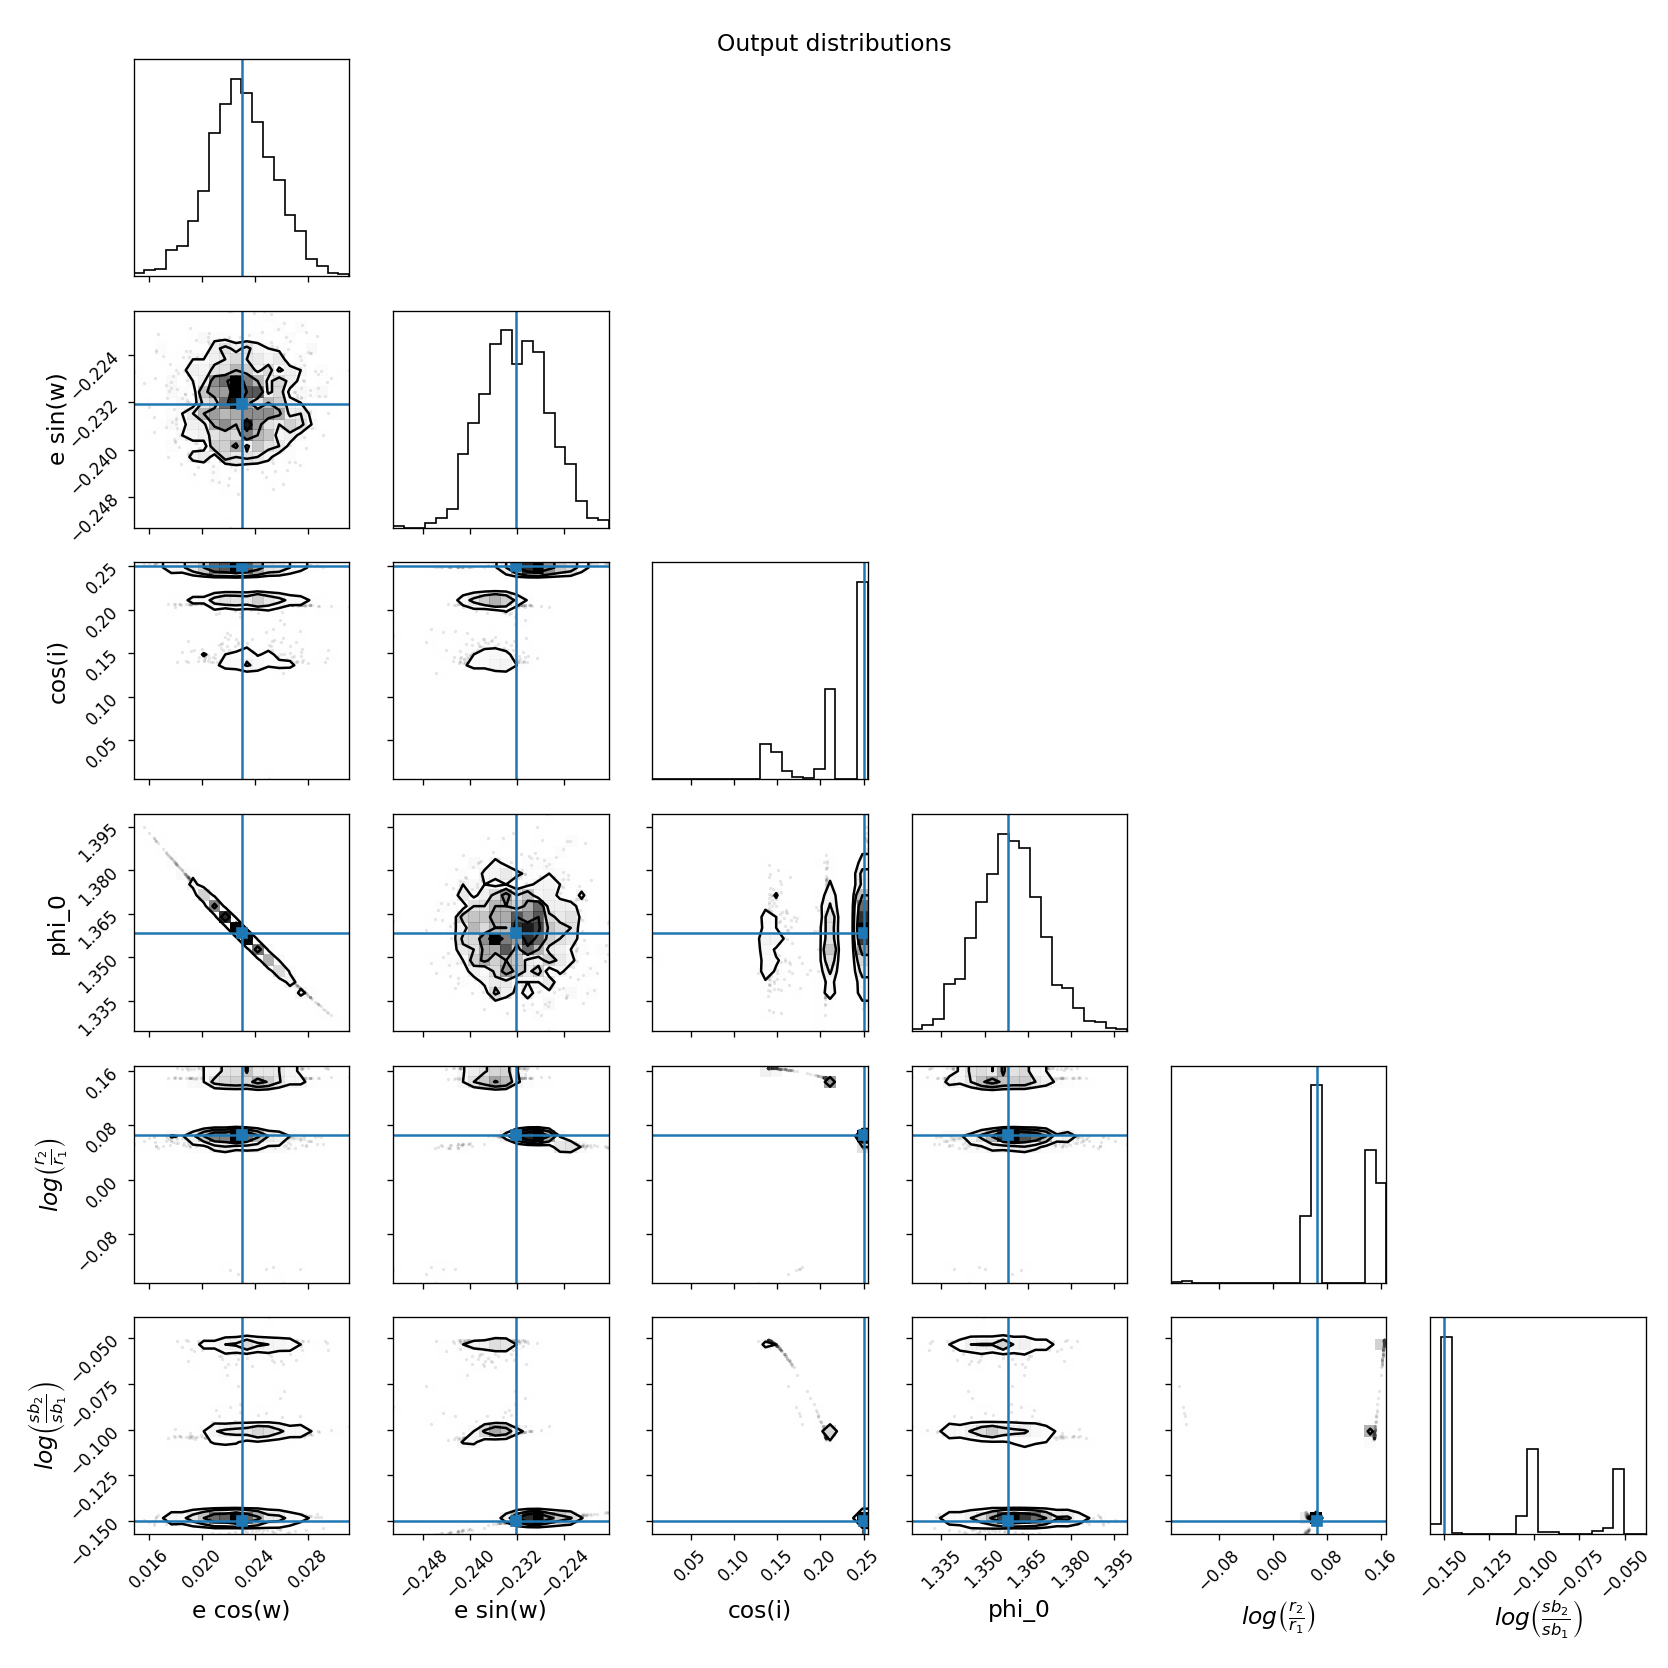 Output distributions
e sin(w)
−0.224
−0.232
−0.240
−0.248
cos(i)
0.25
0.20
0.15
0.10
0.05
phi_0
1.395
1.380
1.365
1.350
1.335
log(r₂/r₁)
0.16
0.08
0.00
−0.08
log(sb₂/sb₁)
−0.050
−0.075
−0.100
−0.125
−0.150
0.016 0.020 0.024 0.028 −0.248 −0.240 −0.232 −0.224 0.05 0.10 0.15 0.20 0.25 1.335 1.350 1.365 1.380 1.395 −0.08 0.00 0.08 0.16 −0.150 −0.125 −0.100 −0.075 −0.050
e cos(w) e sin(w) cos(i) phi_0 log(r₂/r₁) log(sb₂/sb₁)